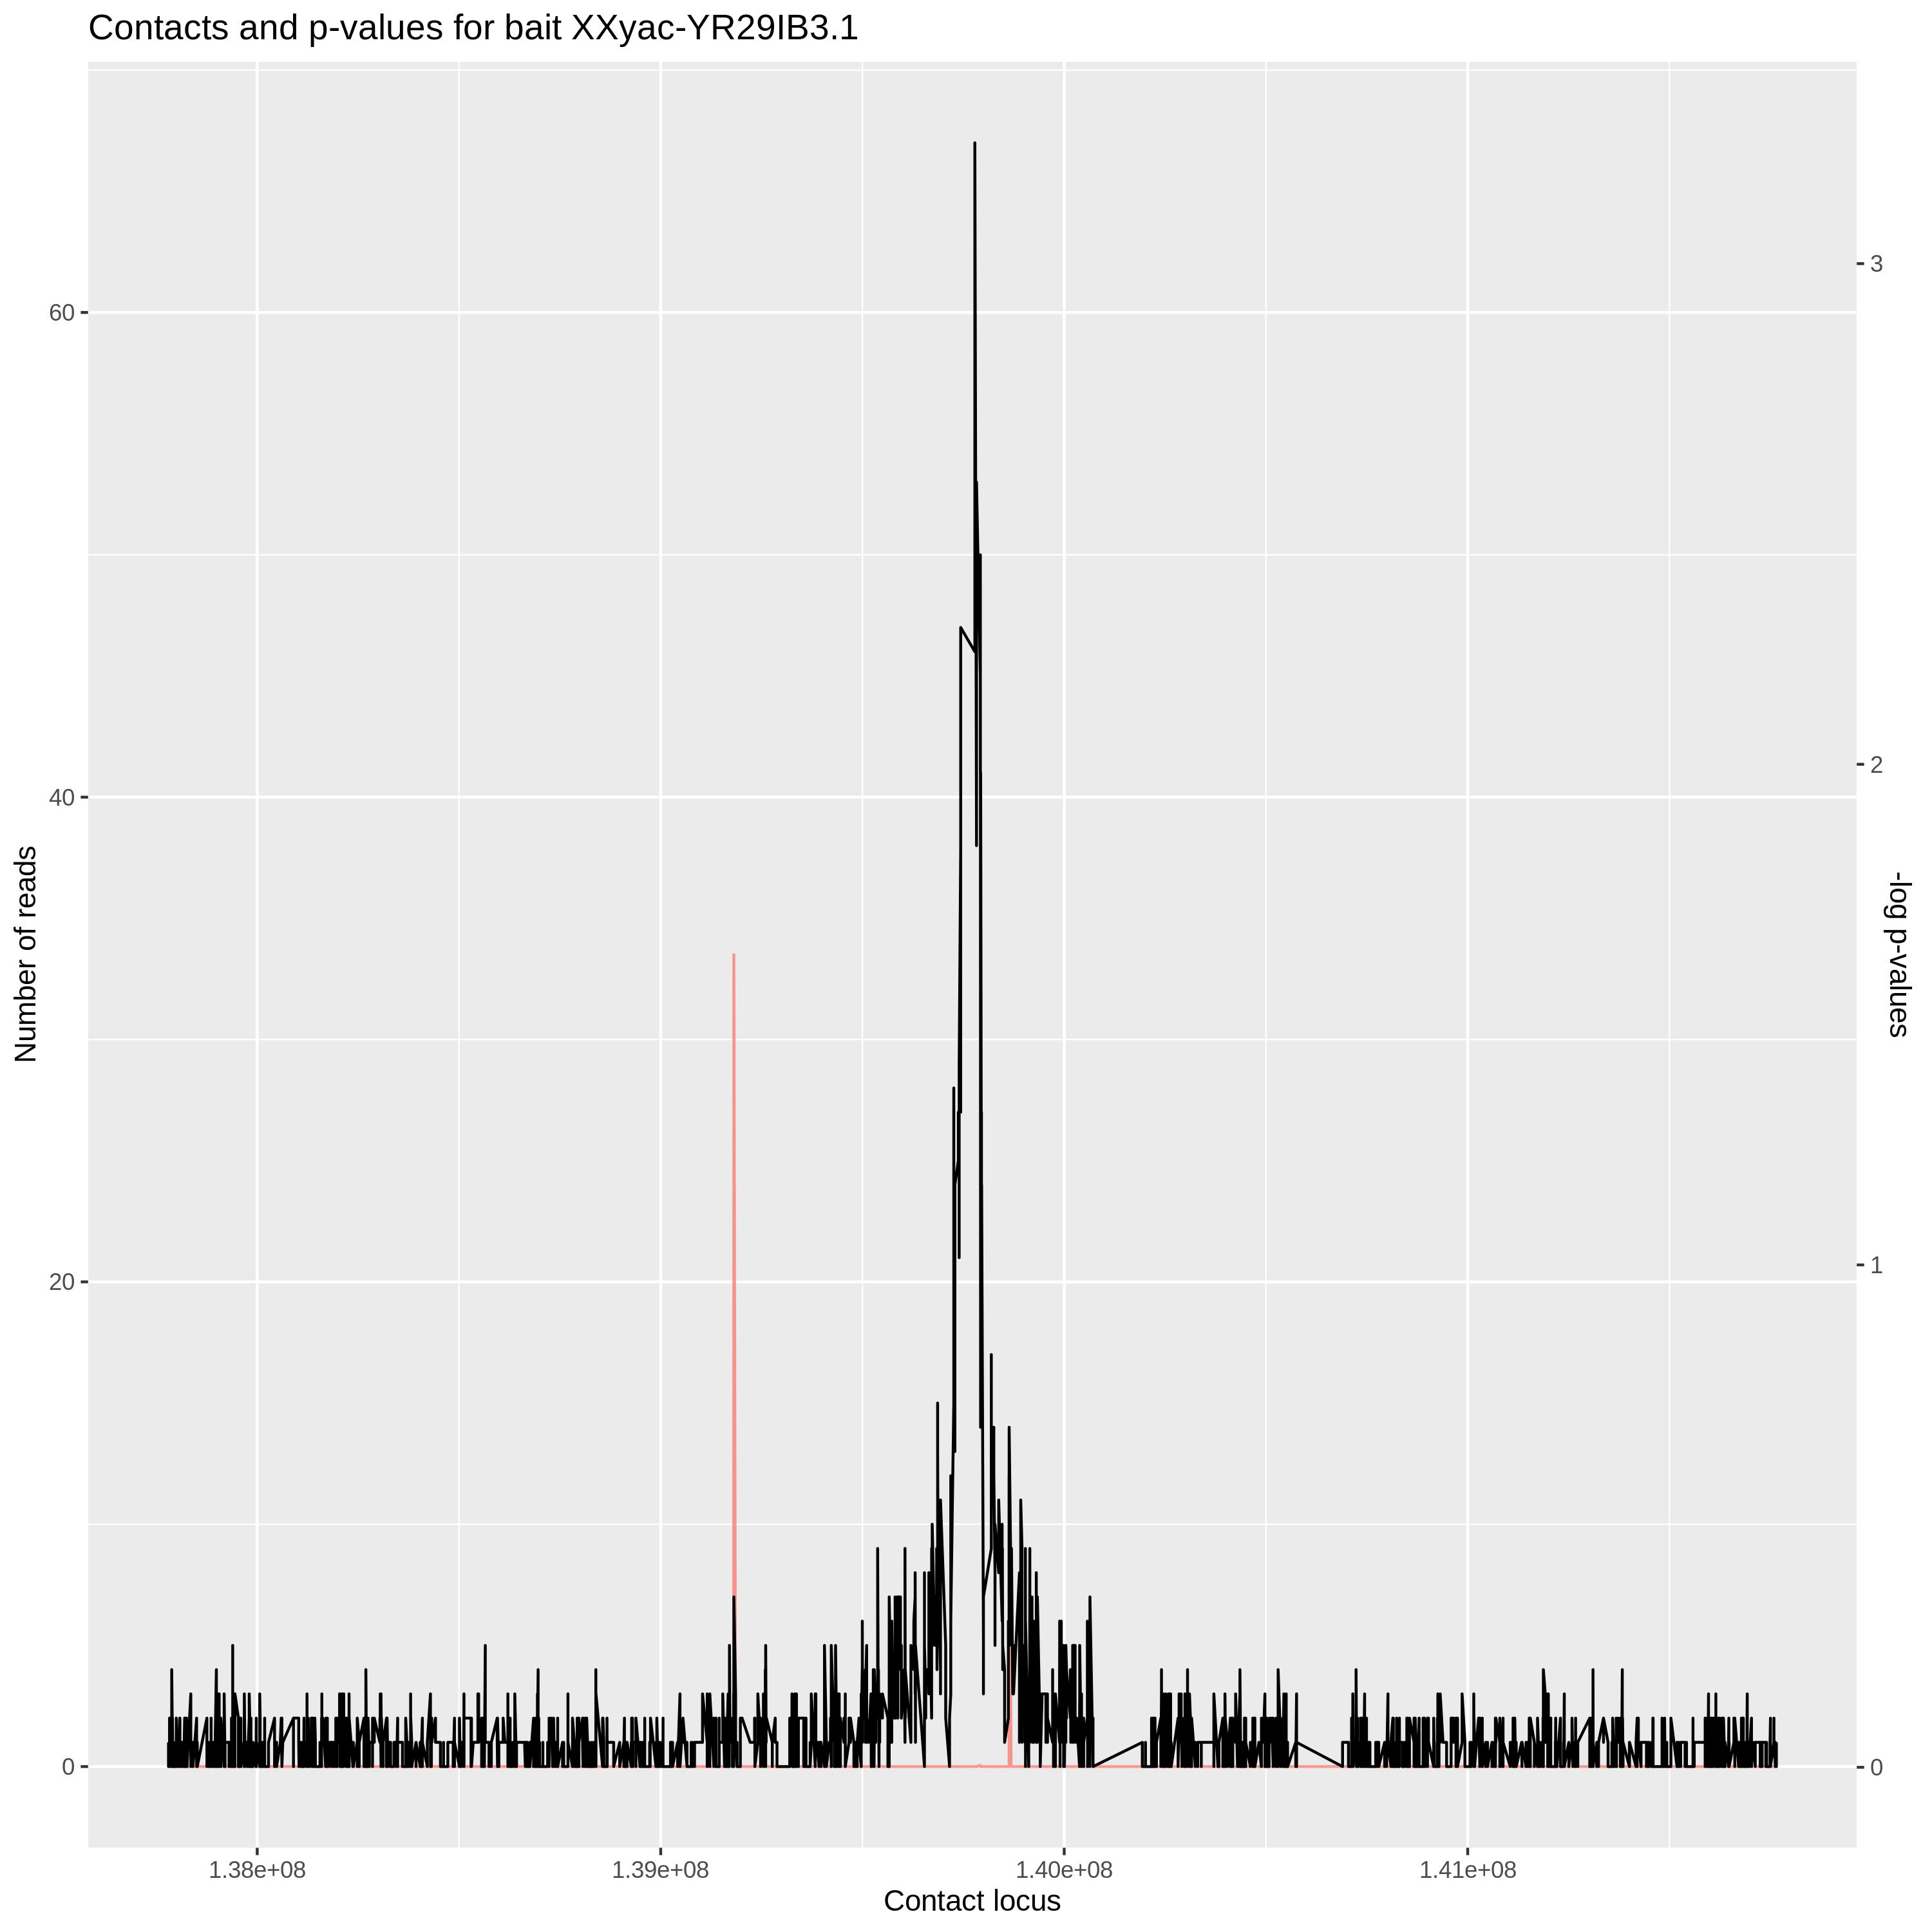 Contacts and p-values for bait XXyac-YR29IB3.1
60
40
20
0
Number of reads
3
2
1
0
-log p-values
1.38e+08
1.39e+08
1.40e+08
1.41e+08
Contact locus